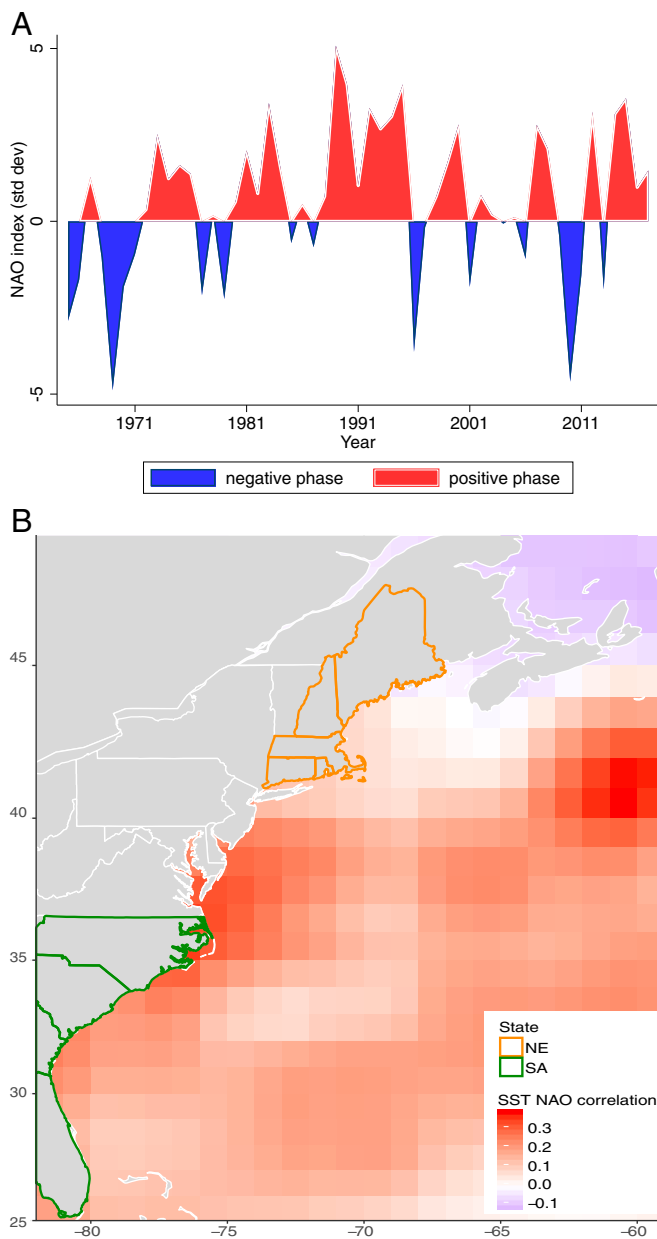 A
5
0
-5
NAO index (std dev)
1971 1981 1991 2001 2011
Year
negative phase positive phase
B
45
40
35
30
25
−80 −75 −70 −65 −60
State
NE
SA
SST NAO correlation
0.3
0.2
0.1
0.0
−0.1